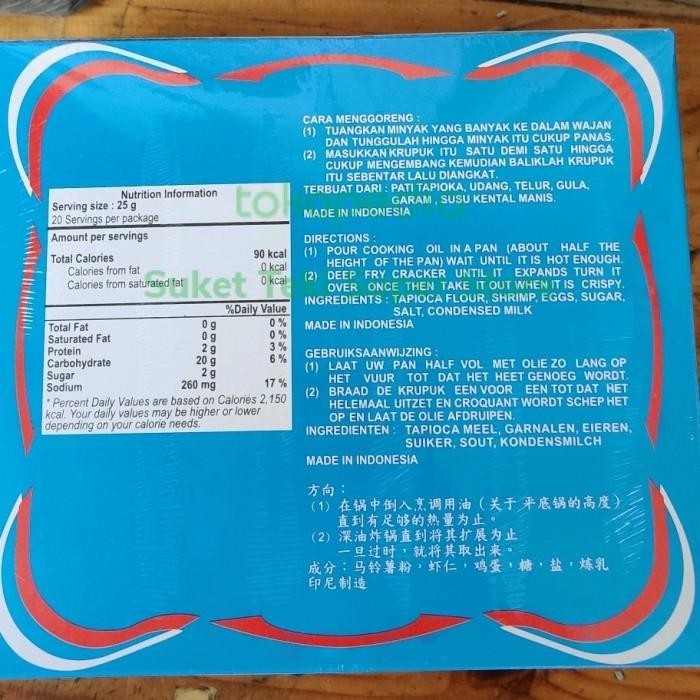 Nutrition Information
Serving size : 25 g
20 Servings per package
Amount per servings
Total Calories 90 kcal
Calories from fat 0 kcal
Calories from saturated fat 0 kcal
%Daily Value
Total Fat 0 g 0 %
Saturated Fat 0 g 0 %
Protein 2 g 3 %
Carbohydrate 20 g 6 %
Sugar 2 g
Sodium 260 mg 17 %
* Percent Daily Values are based on Calories 2,150
kcal. Your daily values may be higher or lower
depending on your calorie needs.
CARA MENGGORENG :
(1) TUANGKAN MINYAK YANG BANYAK KE DALAM WAJAN
DAN TUNGGULAH HINGGA MINYAK ITU CUKUP PANAS.
(2) MASUKKAN KRUPUK ITU SATU DEMI SATU HINGGA
CUKUP MENGEMBANG KEMUDIAN BALIKLAH KRUPUK
ITU SEBENTAR LALU DIANGKAT.
TERBUAT DARI : PATI TAPIOKA, UDANG, TELUR, GULA,
GARAM, SUSU KENTAL MANIS.
MADE IN INDONESIA
DIRECTIONS :
(1) POUR COOKING OIL IN A PAN (ABOUT HALF THE
HEIGHT OF THE PAN) WAIT UNTIL IT IS HOT ENOUGH.
(2) DEEP FRY CRACKER UNTIL IT EXPANDS TURN IT
OVER ONCE THEN TAKE IT OUT WHEN IT IS CRISPY.
INGREDIENTS : TAPIOCA FLOUR, SHRIMP, EGGS, SUGAR,
SALT, CONDENSED MILK
MADE IN INDONESIA
GEBRUIKSAANWIJZING :
(1) LAAT UW PAN HALF VOL MET OLIE ZO LANG OP
HET VUUR TOT DAT HET HEET GENOEG WORDT.
(2) BRAAD DE KRUPUK EEN VOOR EEN TOT DAT HET
HELEMAAL UITZET EN CROQUANT WORDT SCHEP HET
OP EN LAAT DE OLIE AFDRUIPEN.
INGREDIENTEN : TAPIOCA MEEL, GARNALEN, EIEREN,
SUIKER, SOUT, KONDENSMILCH
MADE IN INDONESIA
方向：
(1) 在锅中倒入烹调用油（关于平底锅的高度）
直到有足够的热量为止。
(2) 深油炸锅直到将其扩展为止
一旦过时，就将其取出来。
成分：马铃薯粉，虾仁，鸡蛋，糖，盐，炼乳
印尼制造